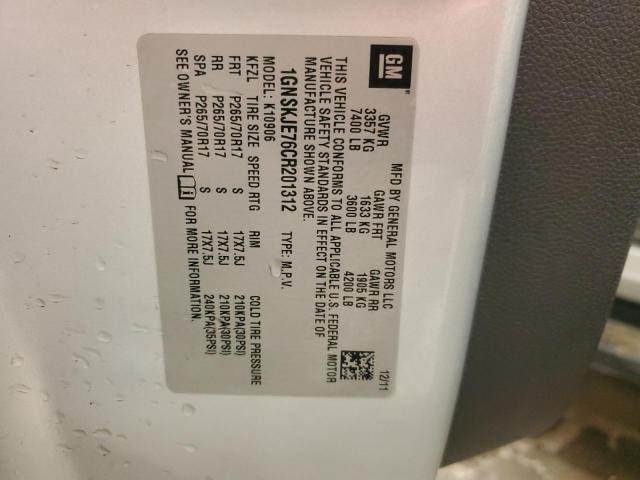 GM
MFD BY GENERAL MOTORS LLC
12/11
GVWR GAWR FRT GAWR RR
3357 KG 1633 KG 1905 KG
7400 LB 3600 LB 4200 LB
THIS VEHICLE CONFORMS TO ALL APPLICABLE U.S. FEDERAL MOTOR
VEHICLE SAFETY STANDARDS IN EFFECT ON THE DATE OF
MANUFACTURE SHOWN ABOVE.
1GNSKJE76CR201312 TYPE: M.P.V.
MODEL: K10906
KFZL TIRE SIZE SPEED RTG RIM COLD TIRE PRESSURE
FRT P265/70R17 S 17X7.5J 210KPA(30PSI)
RR P265/70R17 S 17X7.5J 210KPA(30PSI)
SPA P265/70R17 S 17X7.5J 240KPA(35PSI)
SEE OWNER'S MANUAL FOR MORE INFORMATION.